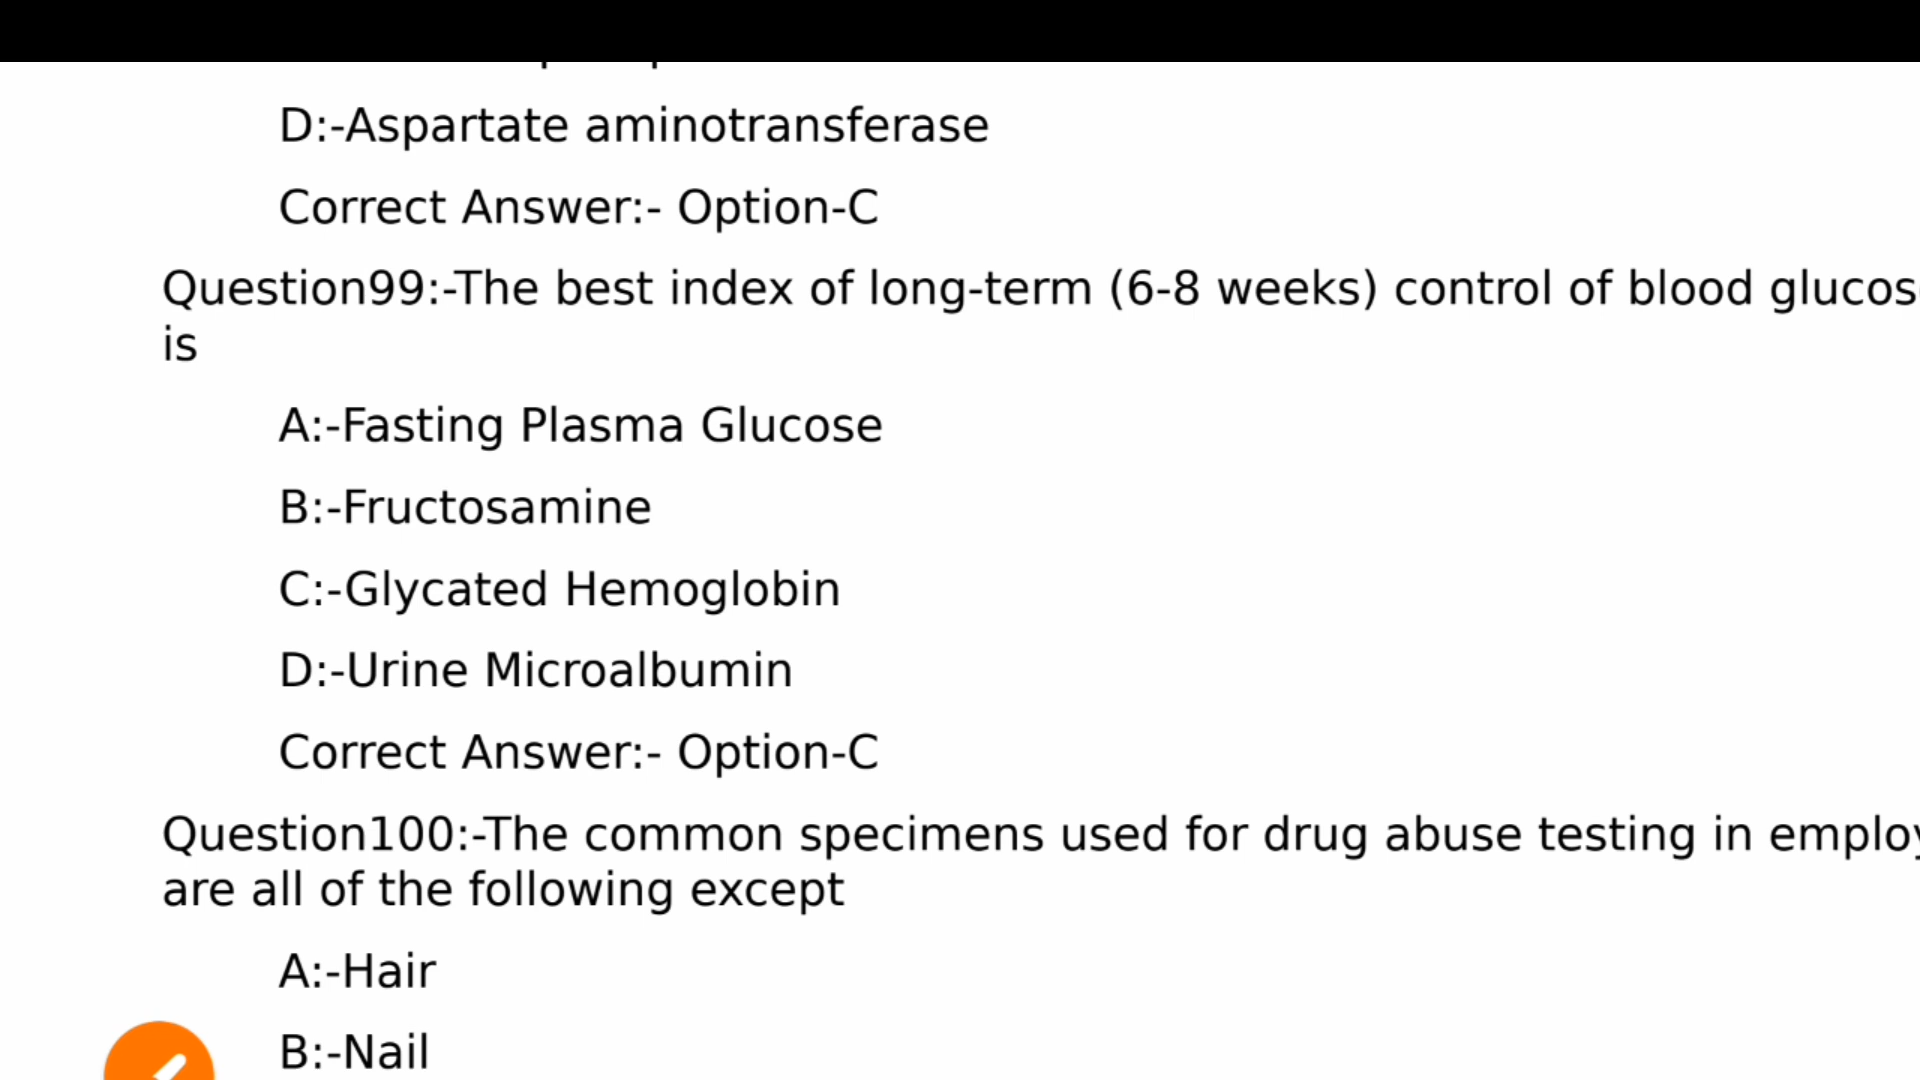 D:-Aspartate aminotransferase
Correct Answer:- Option-C
Question99:-The best index of long-term (6-8 weeks) control of blood glucos
is
A:-Fasting Plasma Glucose
B:-Fructosamine
C:-Glycated Hemoglobin
D:-Urine Microalbumin
Correct Answer:- Option-C
Question100:-The common specimens used for drug abuse testing in employ
are all of the following except
A:-Hair
B:-Nail